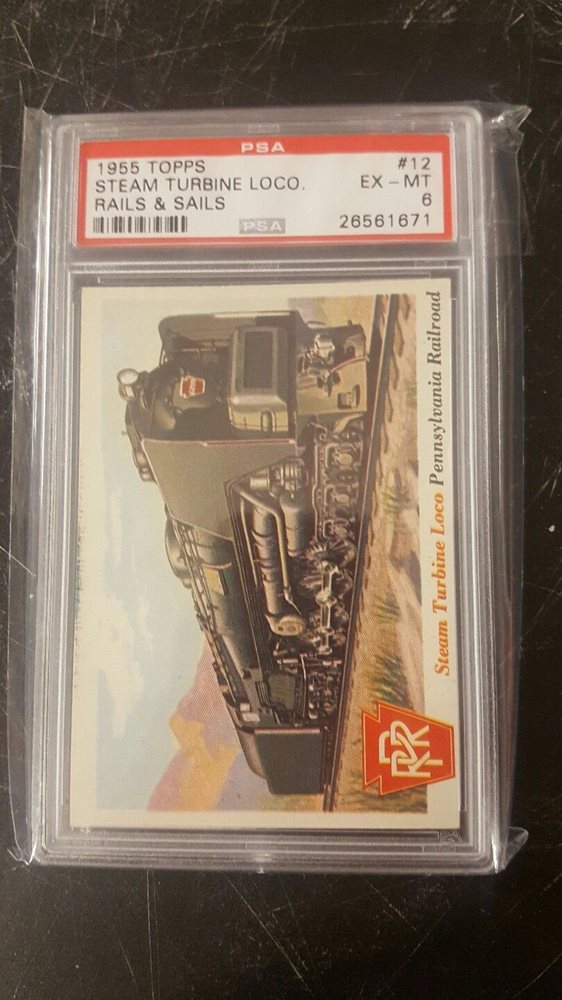 PSA
1955 TOPPS #12
STEAM TURBINE LOCO. EX - MT
RAILS & SAILS 6
PSA 26561671
Steam Turbine Loco Pennsylvania Railroad
PRR